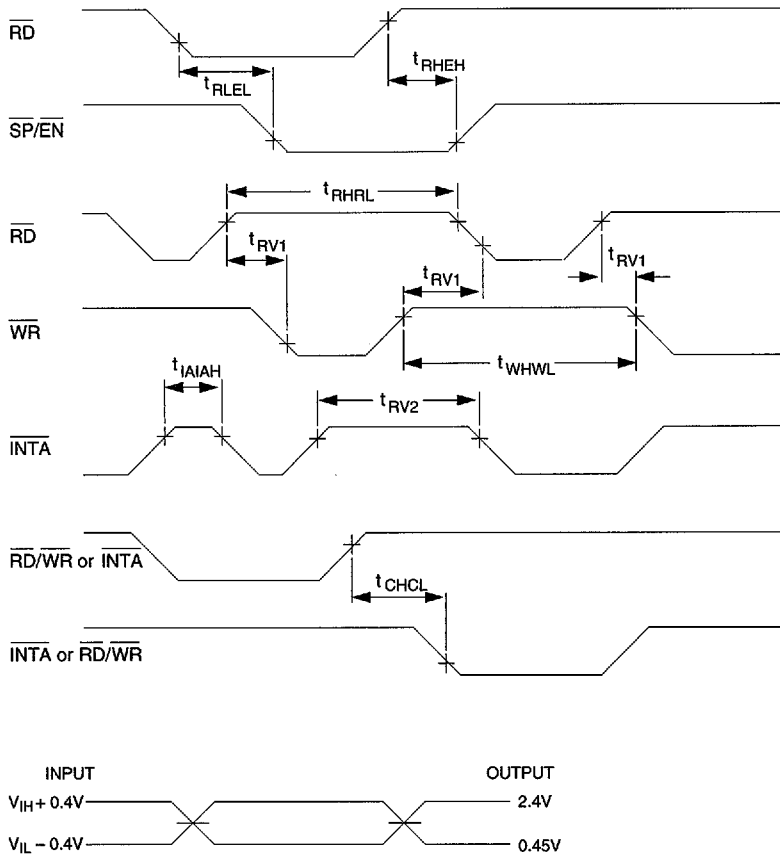 RD
tRHEH
tRLEL
SP/EN
tRHRL
RD
tRV1
tRV1
tRV1
WR
tIAIAH
tWHWL
tRV2
INTA
RD/WR or INTA
tCHCL
INTA or RD/WR
INPUT OUTPUT
VIH + 0.4V 2.4V
VIL – 0.4V 0.45V